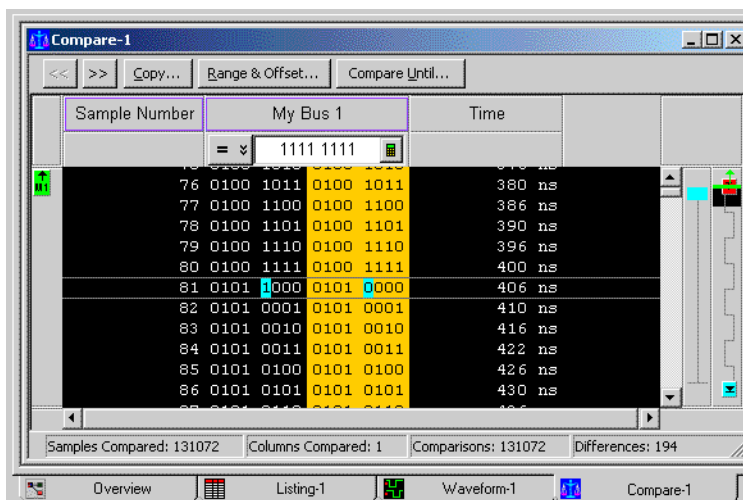 Compare-1
<< >> Copy... Range & Offset... Compare Until...
Sample Number My Bus 1 Time
= 1111 1111
M1
76 0100 1011 0100 1011 380 ns
77 0100 1100 0100 1100 386 ns
78 0100 1101 0100 1101 390 ns
79 0100 1110 0100 1110 396 ns
80 0100 1111 0100 1111 400 ns
81 0101 1000 0101 0000 406 ns
82 0101 0001 0101 0001 410 ns
83 0101 0010 0101 0010 416 ns
84 0101 0011 0101 0011 422 ns
85 0101 0100 0101 0100 426 ns
86 0101 0101 0101 0101 430 ns
Samples Compared: 131072 Columns Compared: 1 Comparisons: 131072 Differences: 194
Overview Listing-1 Waveform-1 Compare-1